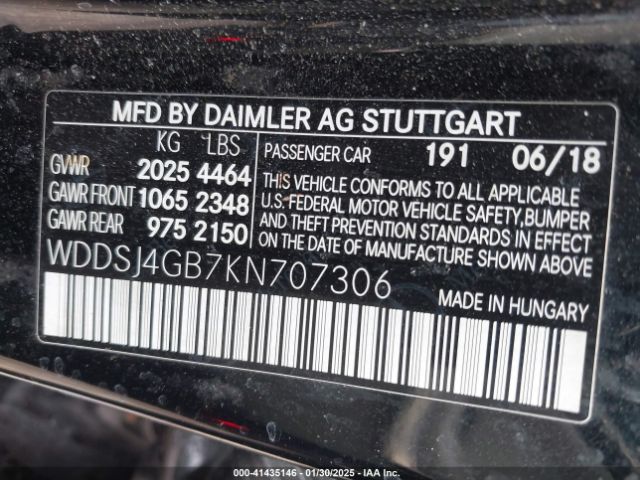 MFD BY DAIMLER AG STUTTGART
KG LBS
GVWR 2025 4464
GAWR FRONT 1065 2348
GAWR REAR 975 2150
PASSENGER CAR 191 06/18
THIS VEHICLE CONFORMS TO ALL APPLICABLE
U.S. FEDERAL MOTOR VEHICLE SAFETY, BUMPER
AND THEFT PREVENTION STANDARDS IN EFFECT
ON THE DATE OF MANUFACTURE SHOWN ABOVE
WDDSJ4GB7KN707306
MADE IN HUNGARY
000-41435146 - 01/30/2025 - IAA Inc.